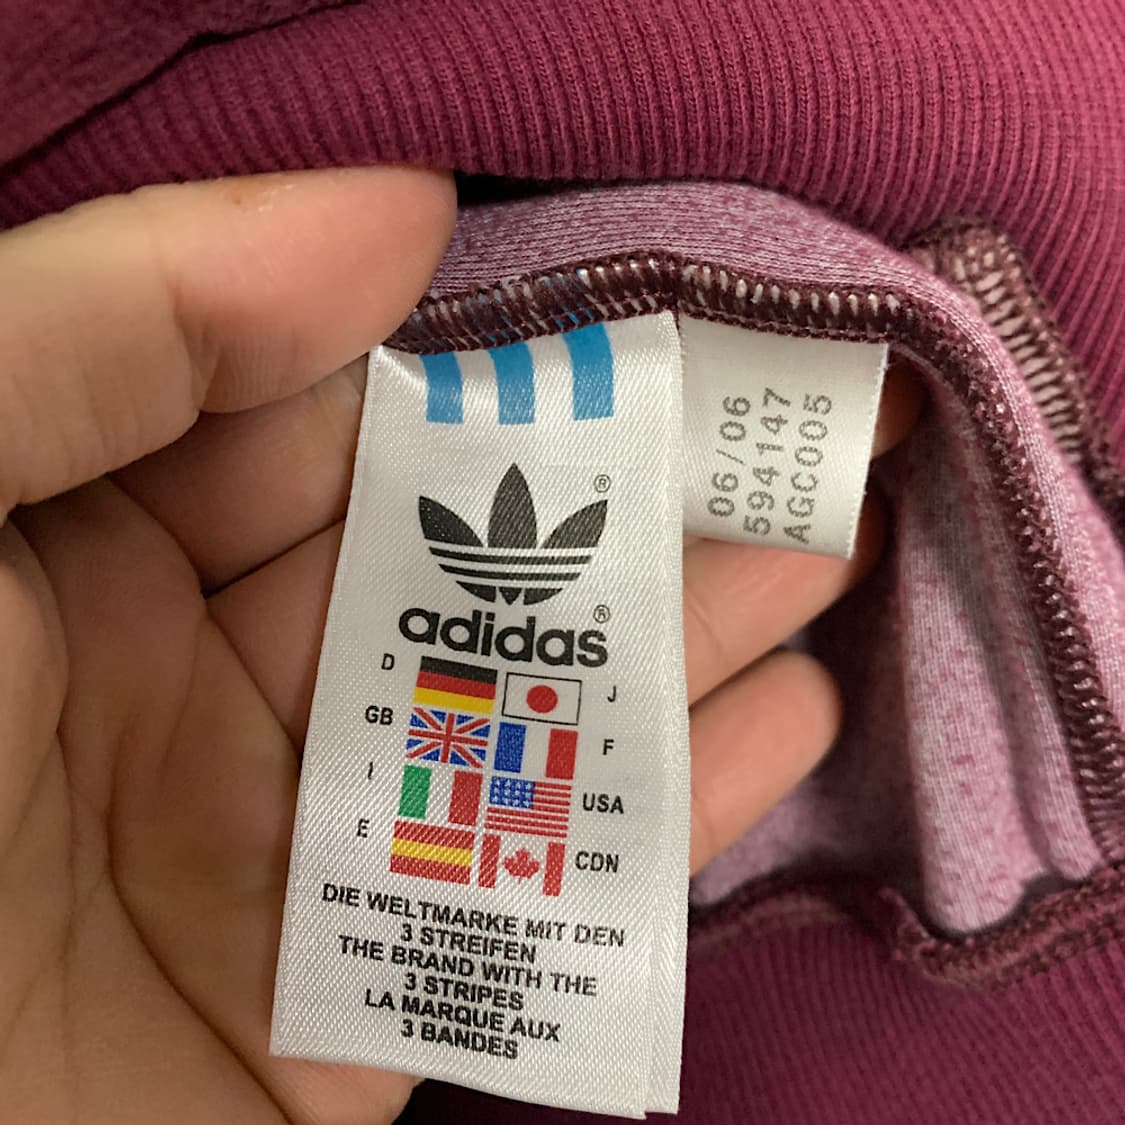 ®
®
adidas
D
J
GB
F
I
USA
E
CDN
DIE WELTMARKE MIT DEN
3 STREIFEN
THE BRAND WITH THE
3 STRIPES
LA MARQUE AUX
3 BANDES
06/06
594147
AGC005